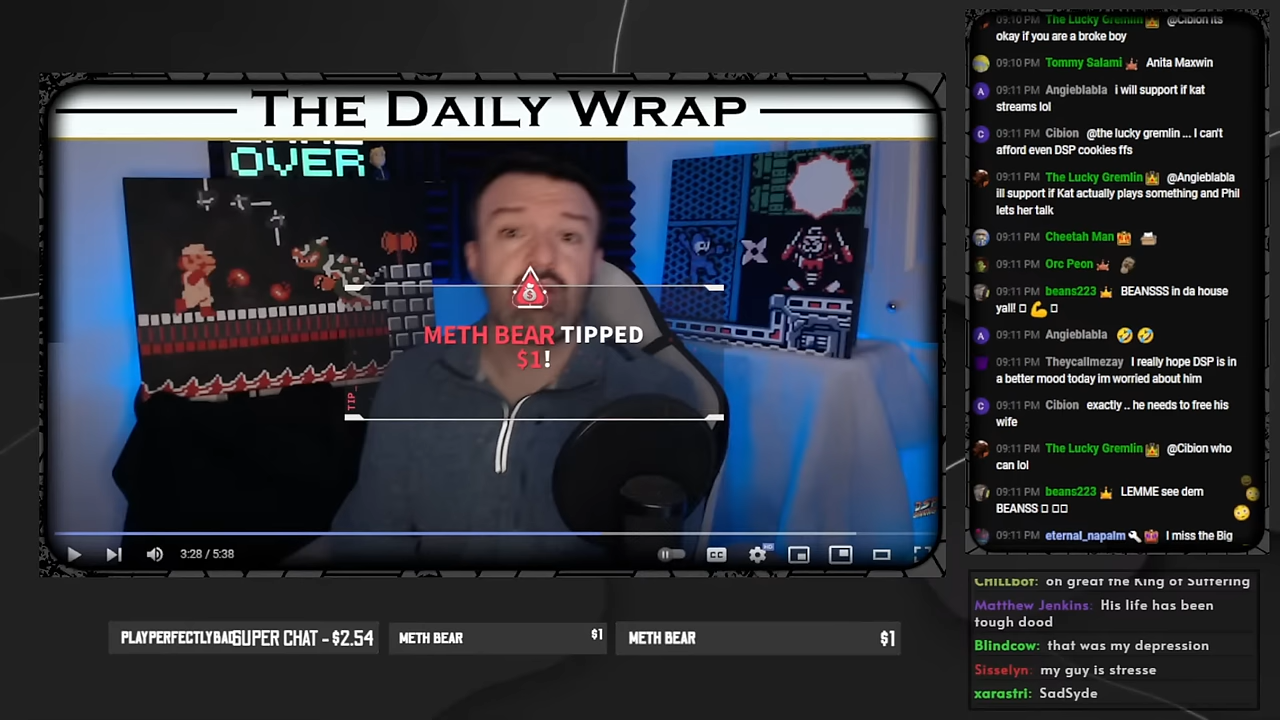 THE DAILY WRAP
OVER
METH BEAR TIPPED
$1!
TIP
3:28 / 5:38
CC
HD
PLAYPERFECTLYBAD SUPER CHAT - $2.54
METH BEAR $1
METH BEAR $1
09:10 PM The Lucky Gremlin @Cibion its
okay if you are a broke boy
09:10 PM Tommy Salami Anita Maxwin
09:11 PM Angieblabla i will support if kat
streams lol
09:11 PM Cibion @the lucky gremlin ... I can't
afford even DSP cookies ffs
09:11 PM The Lucky Gremlin @Angieblabla
ill support if Kat actually plays something and Phil
lets her talk
09:11 PM Cheetah Man
09:11 PM Orc Peon
09:11 PM beans223 BEANSSS in da house
yall!
09:11 PM Angieblabla
09:11 PM Theycallmezay I really hope DSP is in
a better mood today im worried about him
09:11 PM Cibion exactly .. he needs to free his
wife
09:11 PM The Lucky Gremlin @Cibion who
can lol
09:11 PM beans223 LEMME see dem
BEANSS
09:11 PM eternal_napalm I miss the Big
CHILLbot: oh great the King of Suffering
Matthew Jenkins: His life has been
tough dood
Blindcow: that was my depression
Sisselyn: my guy is stresse
xarastri: SadSyde